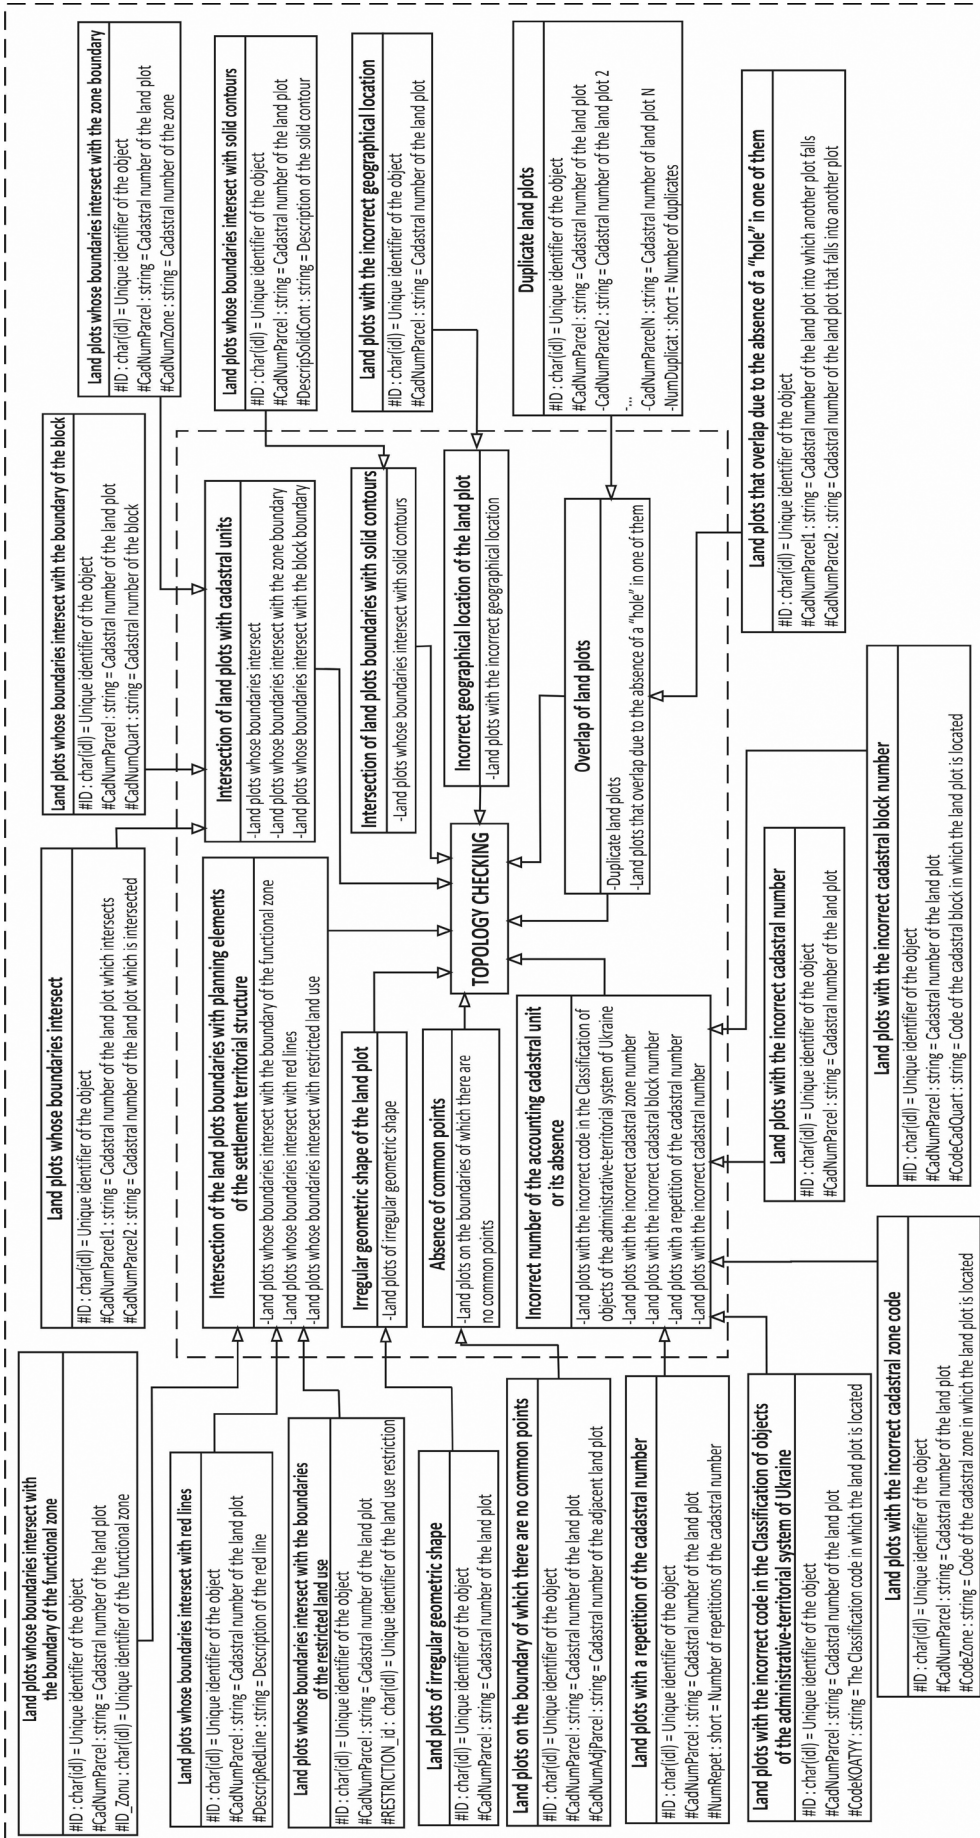 Land plots whose boundaries intersect with
the boundary of the functional zone
#ID : char(idl) = Unique identifier of the object
#CadNumParcel : string = Cadastral number of the land plot
#ID_Zonu : char(idl) = Unique identifier of the functional zone
Land plots whose boundaries intersect
#ID : char(idl) = Unique identifier of the object
#CadNumParcel1 : string = Cadastral number of the land plot which intersects
#CadNumParcel2 : string = Cadastral number of the land plot which is intersected
Land plots whose boundaries intersect with the boundary of the block
#ID : char(idl) = Unique identifier of the object
#CadNumParcel : string = Cadastral number of the land plot
#CadNumQuart : string = Cadastral number of the block
Land plots whose boundaries intersect with the zone boundary
#ID : char(idl) = Unique identifier of the object
#CadNumParcel : string = Cadastral number of the land plot
#CadNumZone : string = Cadastral number of the zone
Land plots whose boundaries intersect with red lines
#ID : char(idl) = Unique identifier of the object
#CadNumParcel : string = Cadastral number of the land plot
#DescripRedLine : string = Description of the red line
Intersection of the land plots boundaries with planning elements
of the settlement territorial structure
-Land plots whose boundaries intersect with the boundary of the functional zone
-Land plots whose boundaries intersect with red lines
-Land plots whose boundaries intersect with restricted land use
Intersection of land plots with cadastral units
-Land plots whose boundaries intersect
-Land plots whose boundaries intersect with the zone boundary
-Land plots whose boundaries intersect with the block boundary
Land plots whose boundaries intersect with solid contours
#ID : char(idl) = Unique identifier of the object
#CadNumParcel : string = Cadastral number of the land plot
#DescripSolidCont : string = Description of the solid contour
Land plots whose boundaries intersect with the boundaries
of the restricted land use
#ID : char(idl) = Unique identifier of the object
#CadNumParcel : string = Cadastral number of the land plot
#RESTRICTION_id : char(idl) = Unique identifier of the land use restriction
Irregular geometric shape of the land plot
-Land plots of irregular geometric shape
Intersection of land plots boundaries with solid contours
-Land plots whose boundaries intersect with solid contours
Land plots with the incorrect geographical location
#ID : char(idl) = Unique identifier of the object
#CadNumParcel : string = Cadastral number of the land plot
Land plots of irregular geometric shape
#ID : char(idl) = Unique identifier of the object
#CadNumParcel : string = Cadastral number of the land plot
Absence of common points
-Land plots on the boundaries of which there are
no common points
TOPOLOGY CHECKING
Incorrect geographical location of the land plot
-Land plots with the incorrect geographical location
Land plots on the boundary of which there are no common points
#ID : char(idl) = Unique identifier of the object
#CadNumParcel : string = Cadastral number of the land plot
#CadNumAdjParcel : string = Cadastral number of the adjacent land plot
Incorrect number of the accounting cadastral unit
or its absence
-Land plots with the incorrect code in the Classification of
objects of the administrative-territorial system of Ukraine
-Land plots with the incorrect cadastral zone number
-Land plots with the incorrect cadastral block number
-Land plots with a repetition of the cadastral number
-Land plots with the incorrect cadastral number
Overlap of land plots
-Duplicate land plots
-Land plots that overlap due to the absence of a “hole” in one of them
Duplicate land plots
#ID : char(idl) = Unique identifier of the object
#CadNumParcel : string = Cadastral number of the land plot
-CadNumParcel2 : string = Cadastral number of the land plot 2
-...
-CadNumParcelN : string = Cadastral number of land plot N
-NumDuplicat : short = Number of duplicates
Land plots with a repetition of the cadastral number
#ID : char(idl) = Unique identifier of the object
#CadNumParcel : string = Cadastral number of the land plot
#NumRepet : short = Number of repetitions of the cadastral number
Land plots with the incorrect code in the Classification of objects
of the administrative-territorial system of Ukraine
#ID : char(idl) = Unique identifier of the object
#CadNumParcel : string = Cadastral number of the land plot
#CodeKOATYY : string = The Classification code in which the land plot is located
Land plots with the incorrect cadastral number
#ID : char(idl) = Unique identifier of the object
#CadNumParcel : string = Cadastral number of the land plot
Land plots that overlap due to the absence of a “hole” in one of them
#ID : char(idl) = Unique identifier of the object
#CadNumParcel1 : string = Cadastral number of the land plot into which another plot falls
#CadNumParcel2 : string = Cadastral number of the land plot that falls into another plot
Land plots with the incorrect cadastral zone code
#ID : char(idl) = Unique identifier of the object
#CadNumParcel : string = Cadastral number of the land plot
#CodeZone : string = Code of the cadastral zone in which the land plot is located
Land plots with the incorrect cadastral block number
#ID : char(idl) = Unique identifier of the object
#CadNumParcel : string = Cadastral number of the land plot
#CodeCadQuart : string = Code of the cadastral block in which the land plot is located